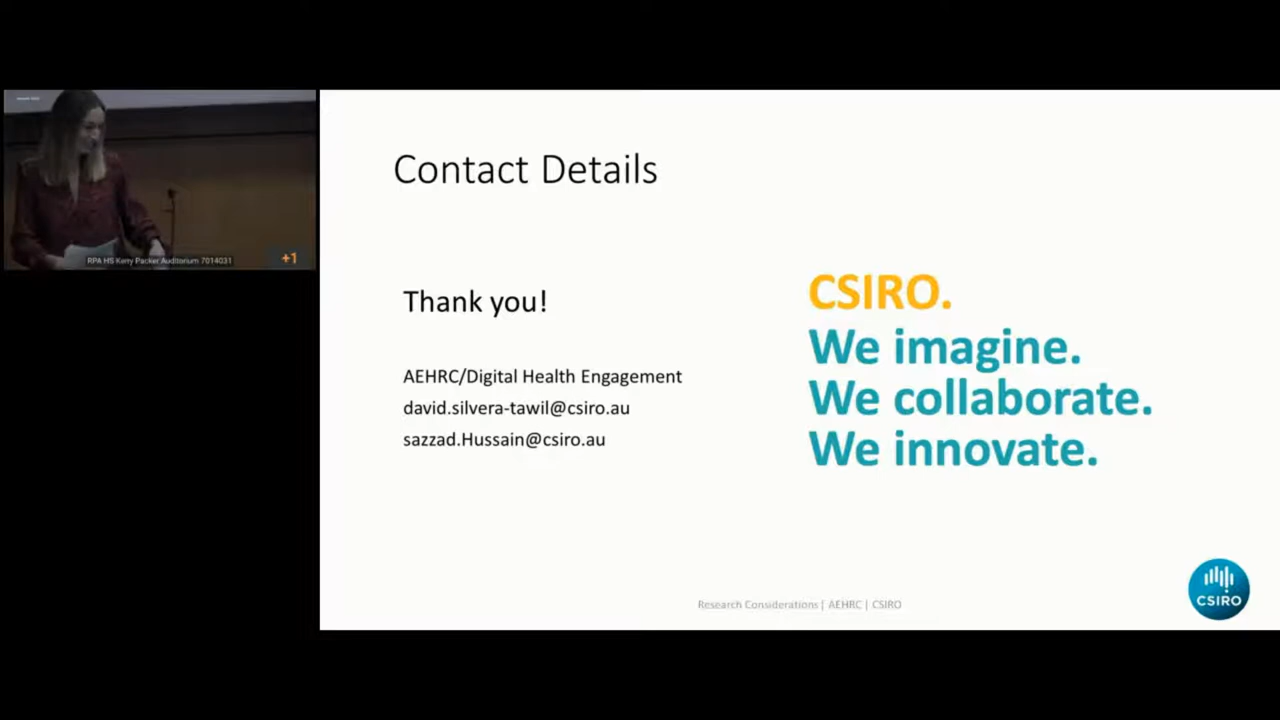 RPA HS Kerry Packer Auditorium 7014031
+1
Contact Details
Thank you!
AEHRC/Digital Health Engagement
david.silvera-tawil@csiro.au
sazzad.Hussain@csiro.au
CSIRO.
We imagine.
We collaborate.
We innovate.
Research Considerations | AEHRC | CSIRO
CSIRO